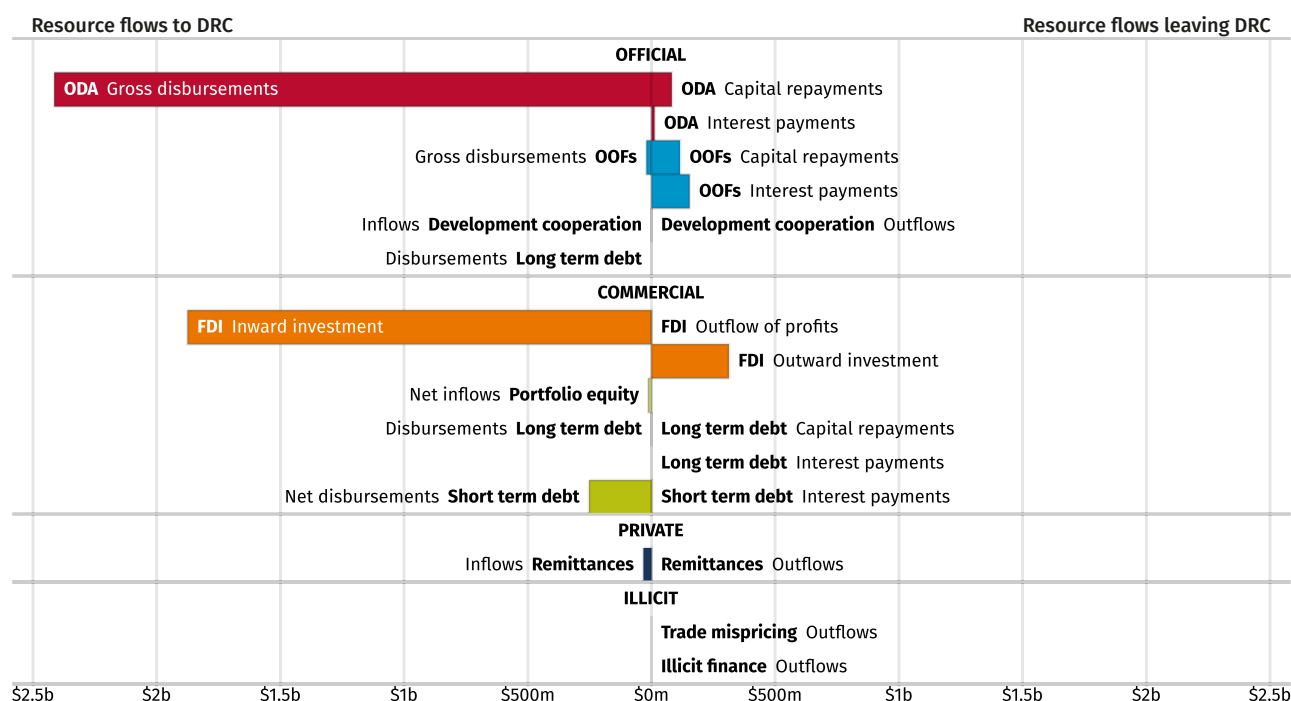 Resource flows to DRC Resource flows leaving DRC
OFFICIAL
ODA Gross disbursements ODA Capital repayments
ODA Interest payments
Gross disbursements OOFs OOFs Capital repayments
OOFs Interest payments
Inflows Development cooperation Development cooperation Outflows
Disbursements Long term debt
COMMERCIAL
FDI Inward investment FDI Outflow of profits
FDI Outward investment
Net inflows Portfolio equity
Disbursements Long term debt Long term debt Capital repayments
Long term debt Interest payments
Net disbursements Short term debt Short term debt Interest payments
PRIVATE
Inflows Remittances Remittances Outflows
ILLICIT
Trade mispricing Outflows
Illicit finance Outflows
$2.5b $2b $1.5b $1b $500m $0m $500m $1b $1.5b $2b $2.5b